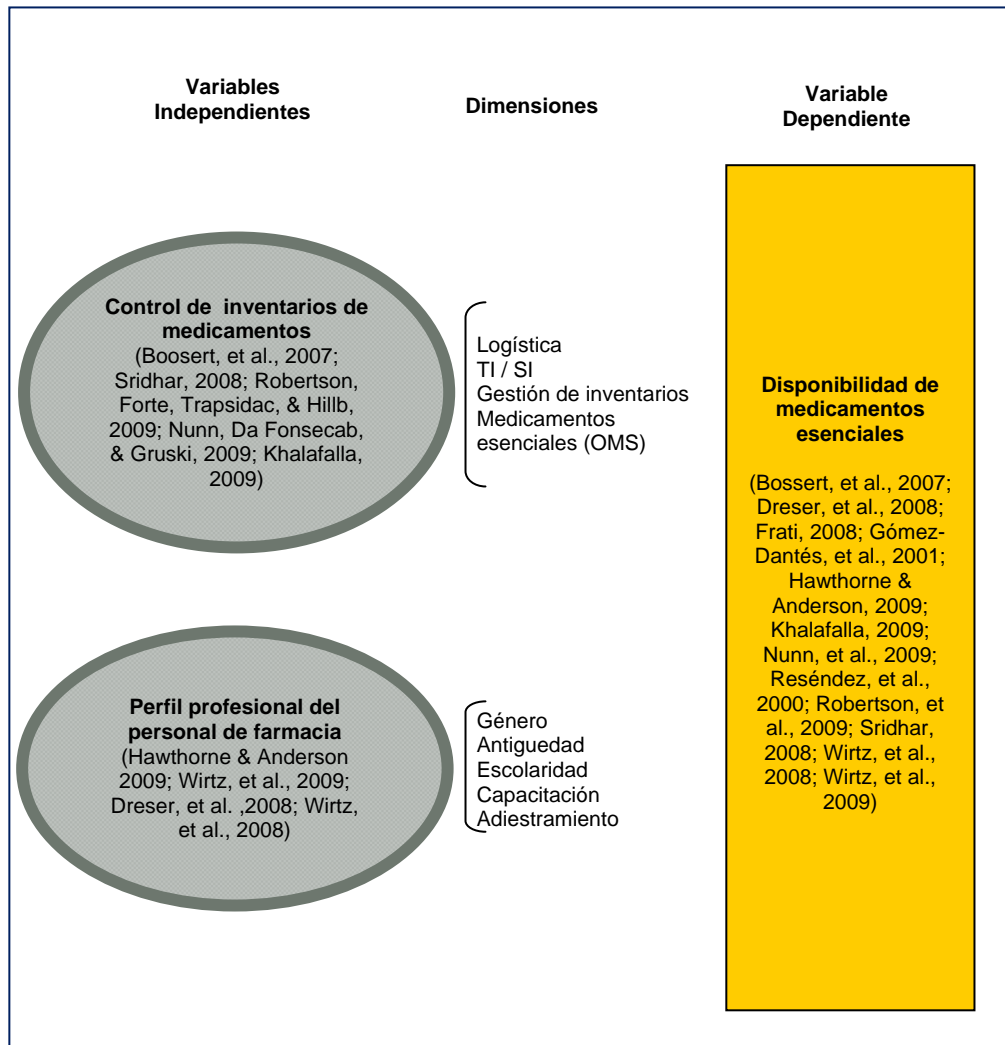 Variables
Independientes
Dimensiones
Variable
Dependiente
Control de inventarios de
medicamentos
(Boosert, et al., 2007;
Sridhar, 2008; Robertson,
Forte, Trapsidac, & Hillb,
2009; Nunn, Da Fonsecab,
& Gruski, 2009; Khalafalla,
2009)
Logística
TI / SI
Gestión de inventarios
Medicamentos
esenciales (OMS)
Perfil profesional del
personal de farmacia
(Hawthorne & Anderson
2009; Wirtz, et al., 2009;
Dreser, et al. ,2008; Wirtz,
et al., 2008)
Género
Antiguedad
Escolaridad
Capacitación
Adiestramiento
Disponibilidad de
medicamentos
esenciales
(Bossert, et al., 2007;
Dreser, et al., 2008;
Frati, 2008; Gómez-
Dantés, et al., 2001;
Hawthorne &
Anderson, 2009;
Khalafalla, 2009;
Nunn, et al., 2009;
Reséndez, et al.,
2000; Robertson, et
al., 2009; Sridhar,
2008; Wirtz, et al.,
2008; Wirtz, et al.,
2009)